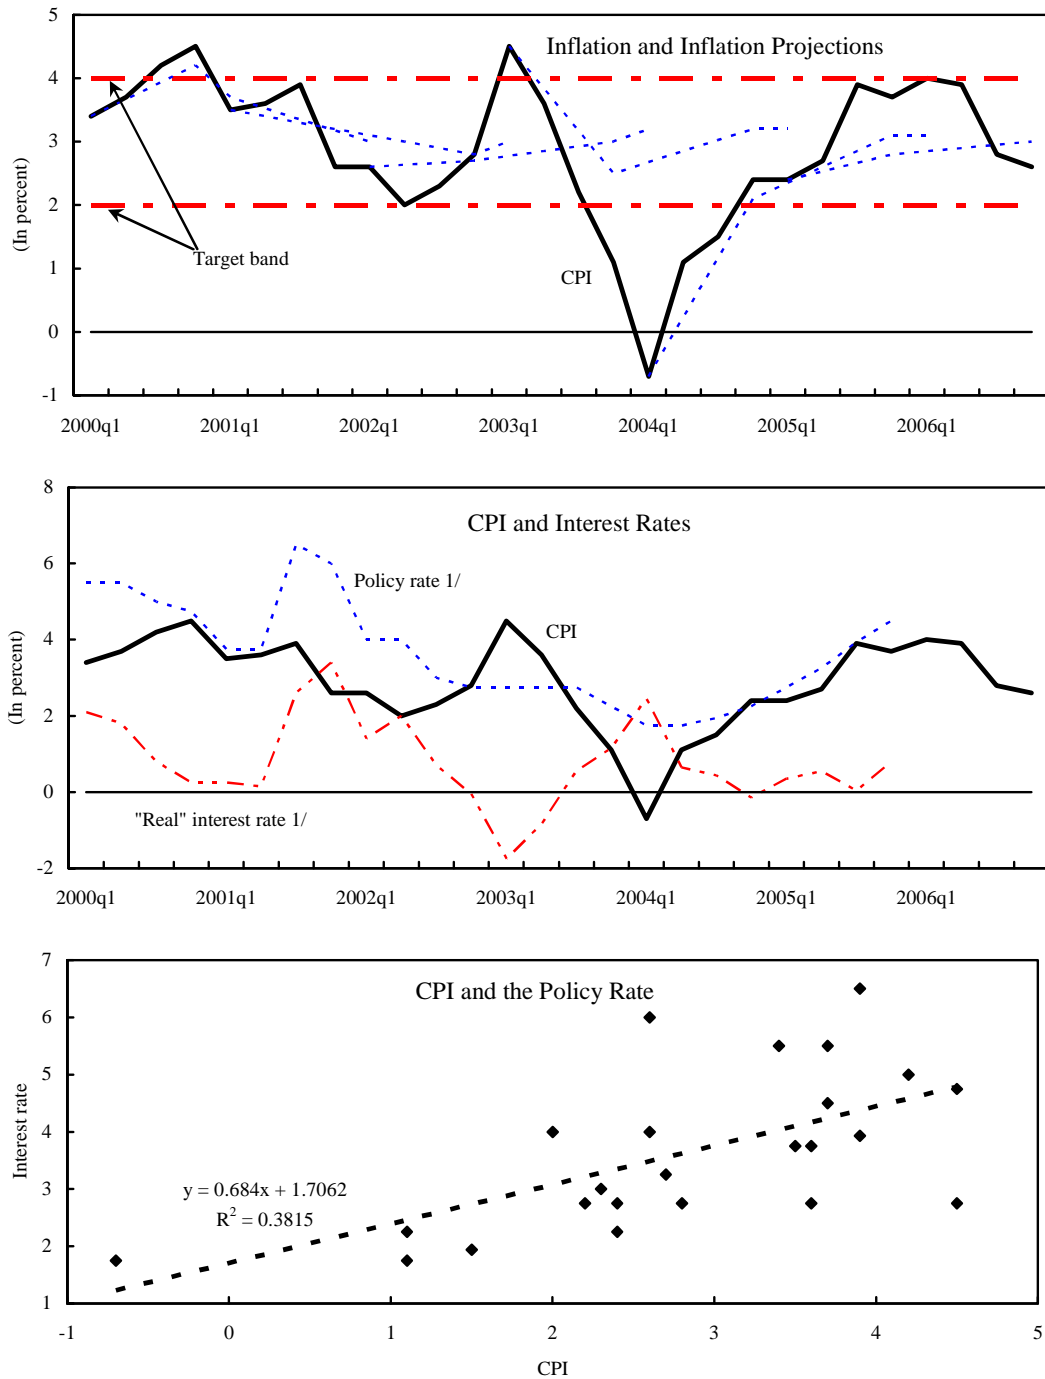 Inflation and Inflation Projections
(In percent)
5
4
3
2
1
0
-1
Target band
CPI
2000q1 2001q1 2002q1 2003q1 2004q1 2005q1 2006q1
CPI and Interest Rates
(In percent)
8
6
4
2
0
-2
Policy rate 1/
CPI
"Real" interest rate 1/
2000q1 2001q1 2002q1 2003q1 2004q1 2005q1 2006q1
CPI and the Policy Rate
Interest rate
7
6
5
4
3
2
1
y = 0.684x + 1.7062
R² = 0.3815
-1 0 1 2 3 4 5
CPI